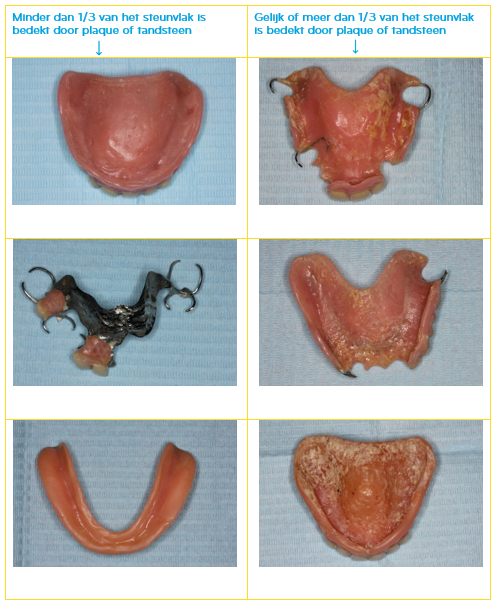 Minder dan 1/3 van het steunvlak is
bedekt door plaque of tandsteen
Gelijk of meer dan 1/3 van het steunvlak
is bedekt door plaque of tandsteen